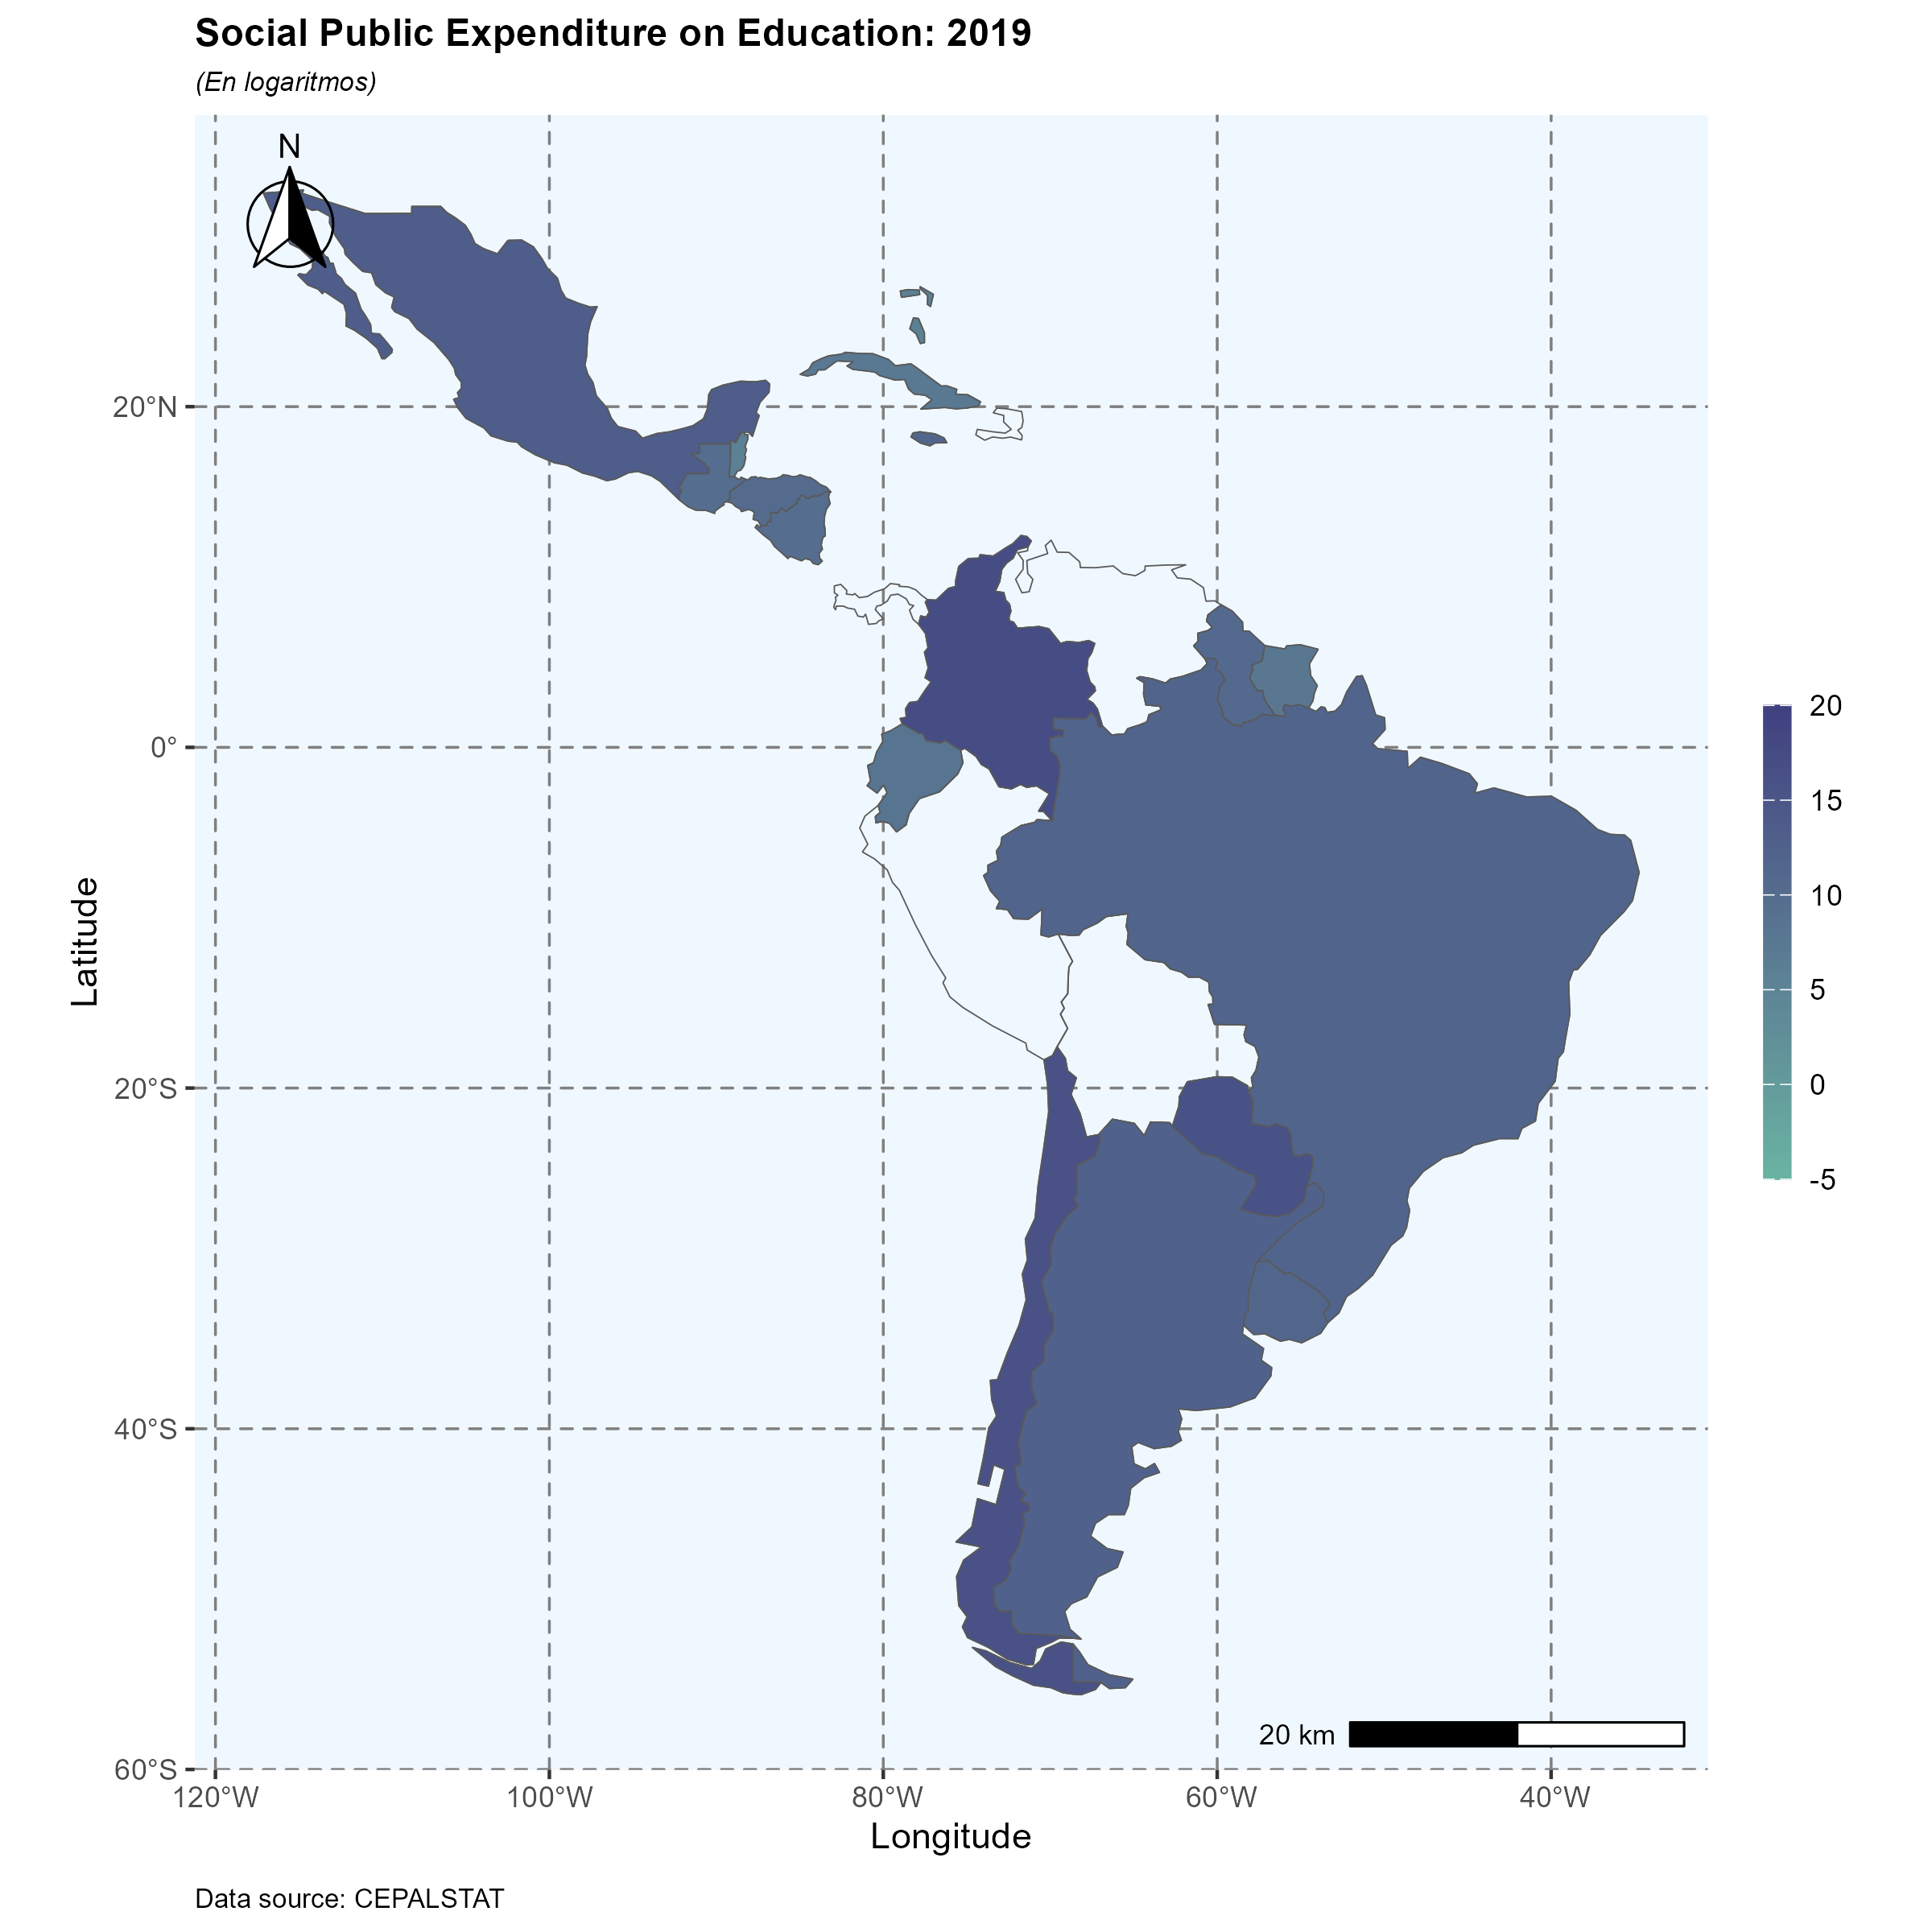 Social Public Expenditure on Education: 2019
(En logaritmos)
N
20°N
0°
20°S
40°S
60°S
Latitude
20
15
10
5
0
-5
20 km
120°W 100°W 80°W 60°W 40°W
Longitude
Data source: CEPALSTAT